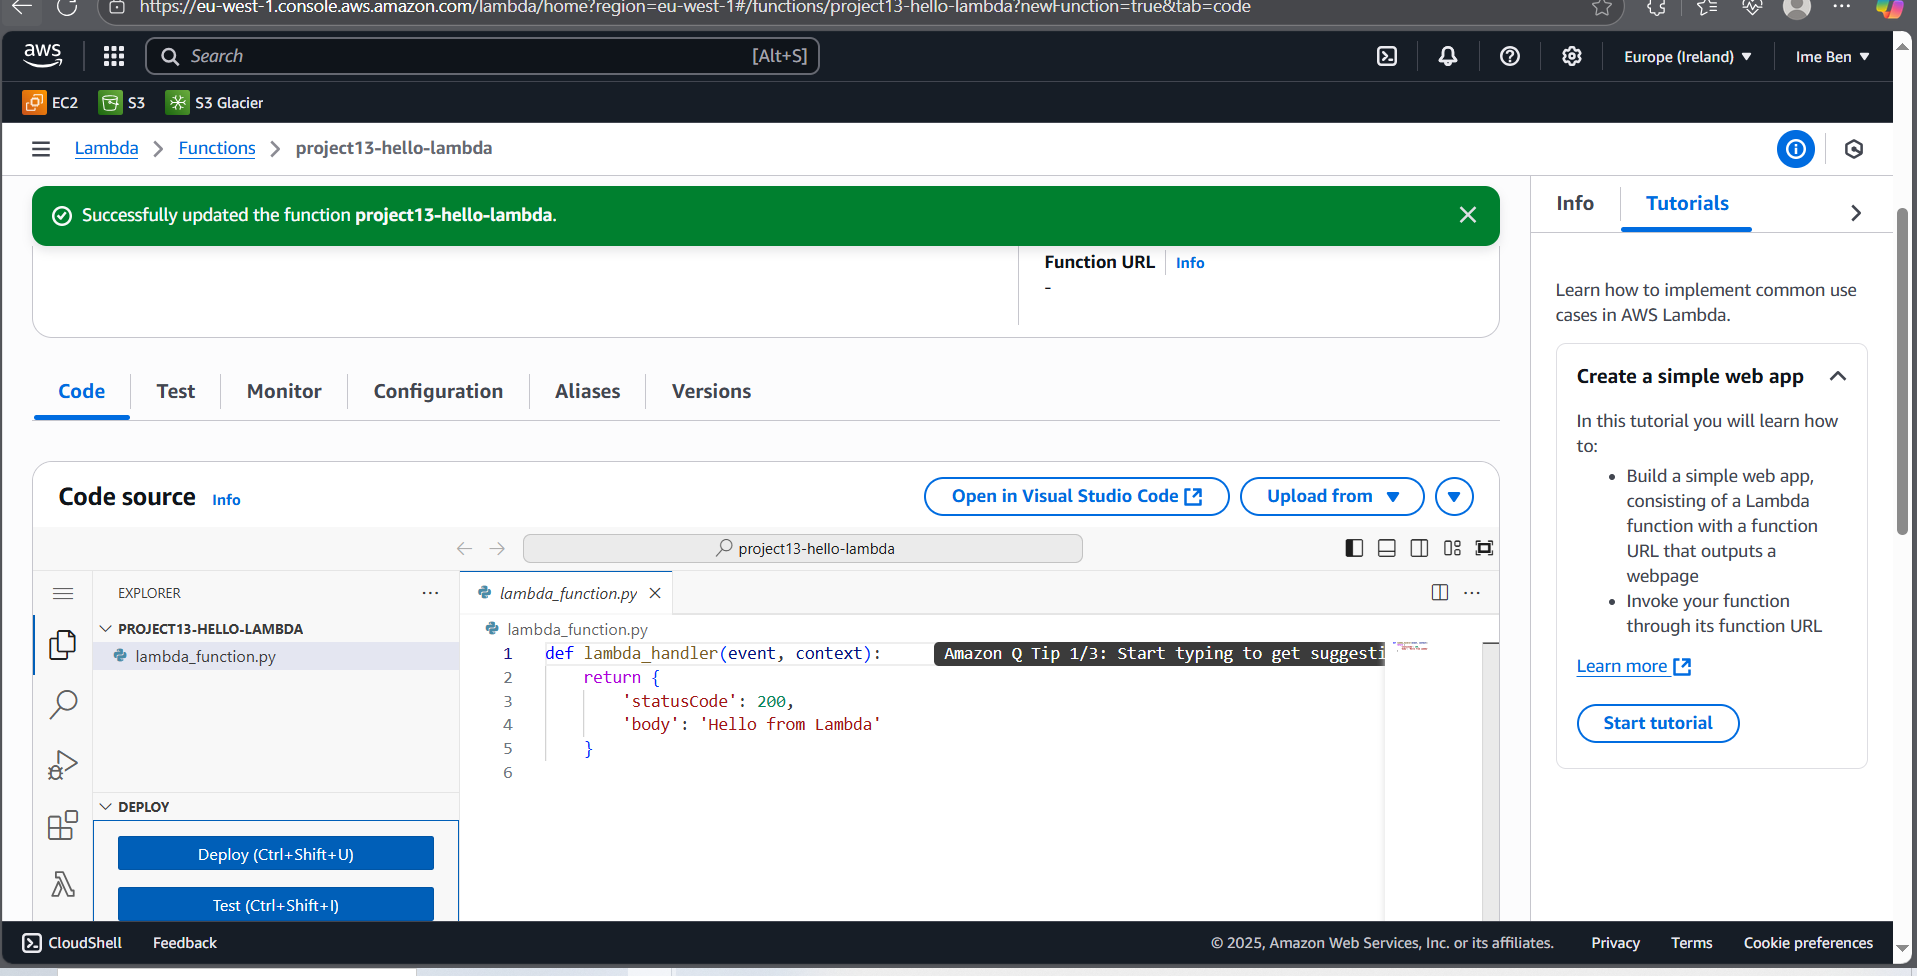 https://eu-west-1.console.aws.amazon.com/lambda/home?region=eu-west-1#/functions/project13-hello-lambda?newFunction=true&tab=code
aws
Search
[Alt+S]
Europe (Ireland)
Ime Ben
EC2
S3
S3 Glacier
Lambda
Functions
project13-hello-lambda
Successfully updated the function project13-hello-lambda.
Function URL
Info
-
Code
Test
Monitor
Configuration
Aliases
Versions
Code source
Info
Open in Visual Studio Code
Upload from
project13-hello-lambda
EXPLORER
PROJECT13-HELLO-LAMBDA
lambda_function.py
DEPLOY
Deploy (Ctrl+Shift+U)
Test (Ctrl+Shift+I)
lambda_function.py
lambda_function.py
1 def lambda_handler(event, context):
Amazon Q Tip 1/3: Start typing to get suggesti
2 return {
3 'statusCode': 200,
4 'body': 'Hello from Lambda'
5 }
6
Info
Tutorials
Learn how to implement common use
cases in AWS Lambda.
Create a simple web app
In this tutorial you will learn how
to:
• Build a simple web app,
consisting of a Lambda
function with a function
URL that outputs a
webpage
• Invoke your function
through its function URL
Learn more
Start tutorial
CloudShell
Feedback
© 2025, Amazon Web Services, Inc. or its affiliates.
Privacy
Terms
Cookie preferences